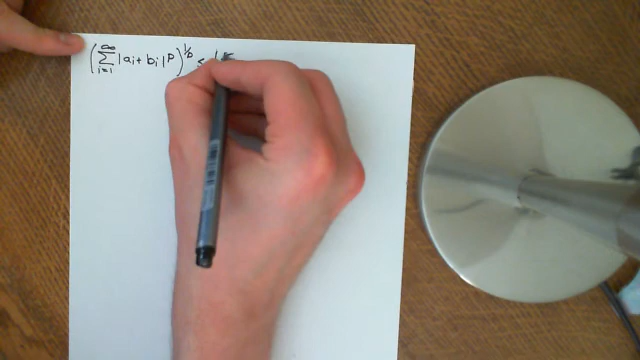 (∑_{i=1}^{∞} |a_i + b_i|^p)^{1/p} ≤